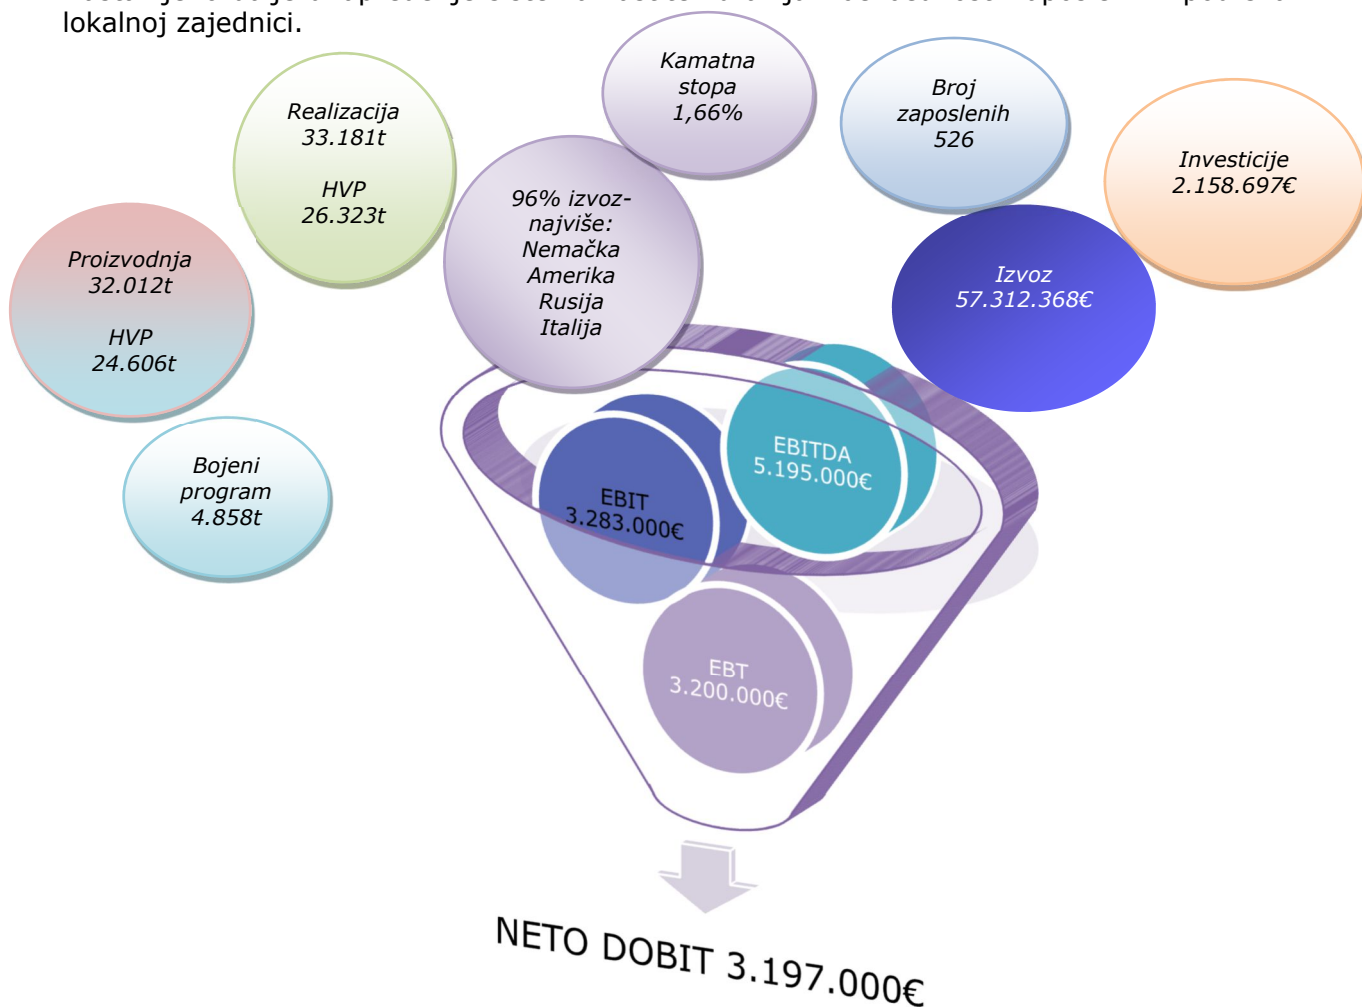 lokalnoj zajednici.
Kamatna
stopa
1,66%
Broj
zaposlenih
526
Realizacija
33.181t
HVP
26.323t
Investicije
2.158.697€
96% izvoz-
najviše:
Nemačka
Amerika
Rusija
Italija
Proizvodnja
32.012t
HVP
24.606t
Izvoz
57.312.368€
Bojeni
program
4.858t
EBITDA
5.195.000€
EBIT
3.283.000€
EBT
3.200.000€
NETO DOBIT 3.197.000€